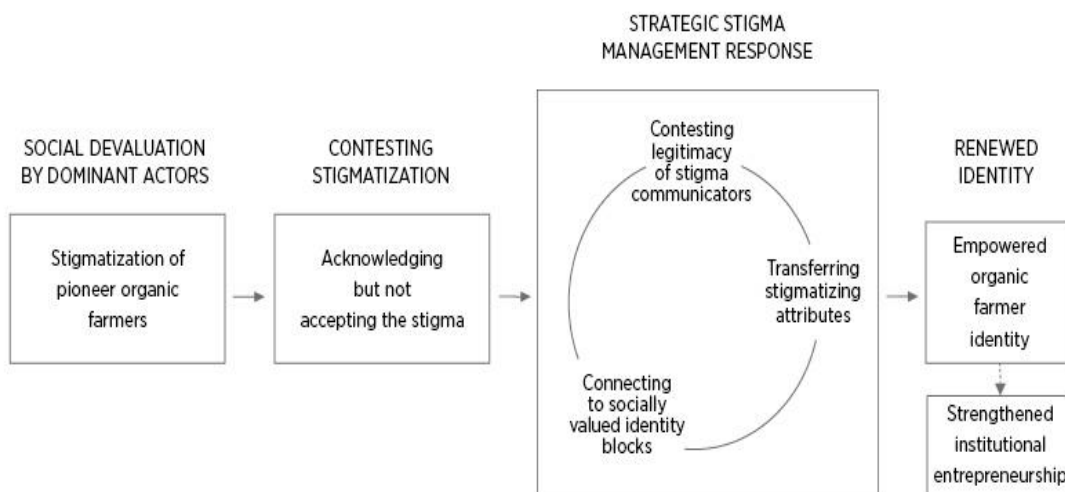 STRATEGIC STIGMA
MANAGEMENT RESPONSE
SOCIAL DEVALUATION
BY DOMINANT ACTORS
CONTESTING
STIGMATIZATION
RENEWED
IDENTITY
Stigmatization of
pioneer organic
farmers
Acknowledging
but not
accepting the stigma
Contesting
legitimacy
of stigma
communicators
Transferring
stigmatizing
attributes
Connecting
to socially
valued identity
blocks
Empowered
organic
farmer
identity
Strengthened
institutional
entrepreneurship